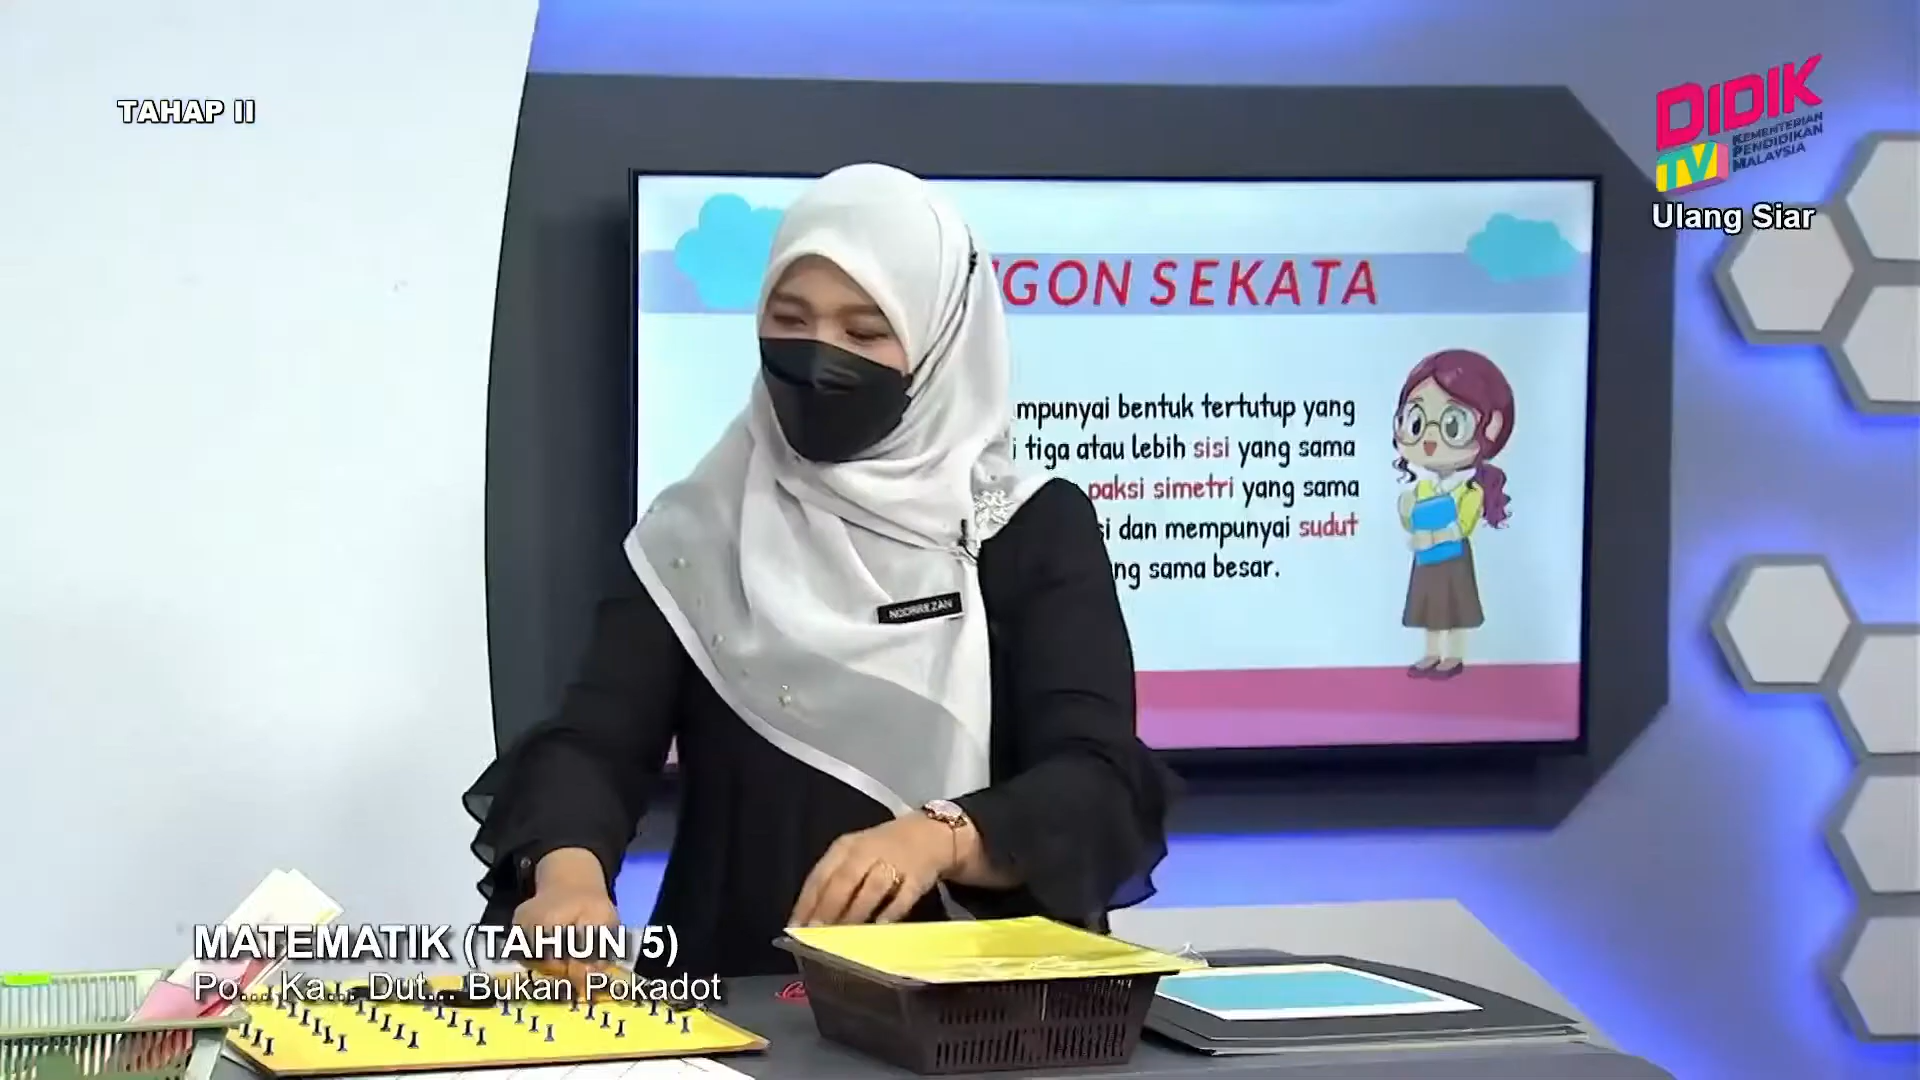 TAHAP II
DIDIK
TV
KEMENTERIAN
PENDIDIKAN
MALAYSIA
Ulang Siar
GON SEKATA
mpunyai bentuk tertutup yang
i tiga atau lebih sisi yang sama
paksi simetri yang sama
si dan mempunyai sudut
ng sama besar.
NOORREZAN
MATEMATIK (TAHUN 5)
Po... Ka... Dut... Bukan Pokadot